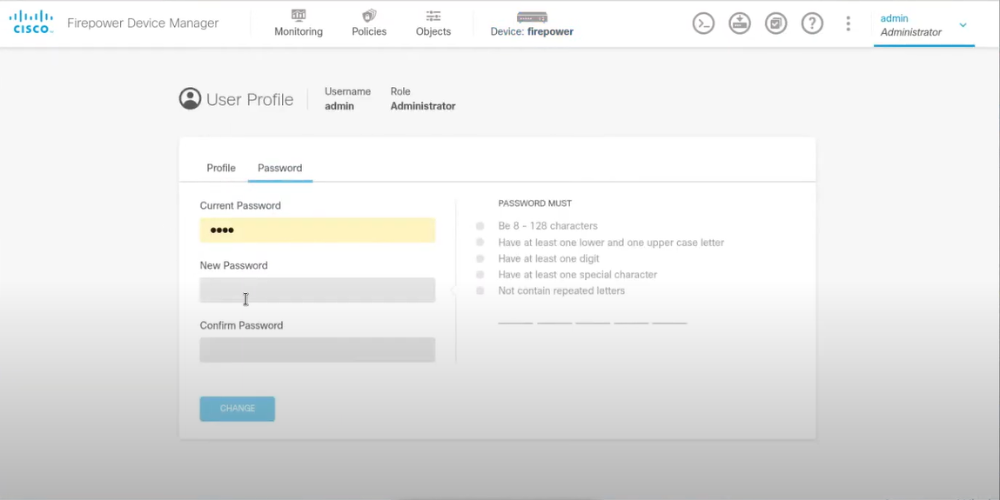 CISCO
Firepower Device Manager
Monitoring
Policies
Objects
Device: firepower
admin
Administrator
User Profile
Username
admin
Role
Administrator
Profile
Password
Current Password
••••
New Password
Confirm Password
CHANGE
PASSWORD MUST
Be 8 - 128 characters
Have at least one lower and one upper case letter
Have at least one digit
Have at least one special character
Not contain repeated letters